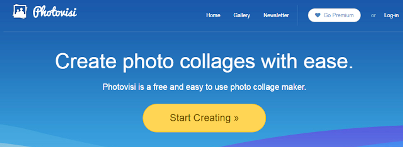 Photovisi
Home Gallery Newsletter Go Premium or Log-in
Create photo collages with ease.
Photovisi is a free and easy to use photo collage maker.
Start Creating »